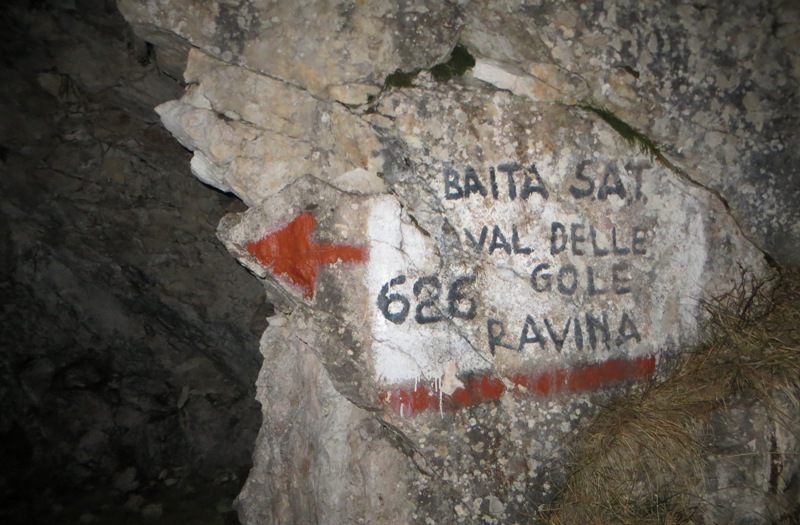 BAITA SAT.
VAL DELLE
GOLE
626
RAVINA